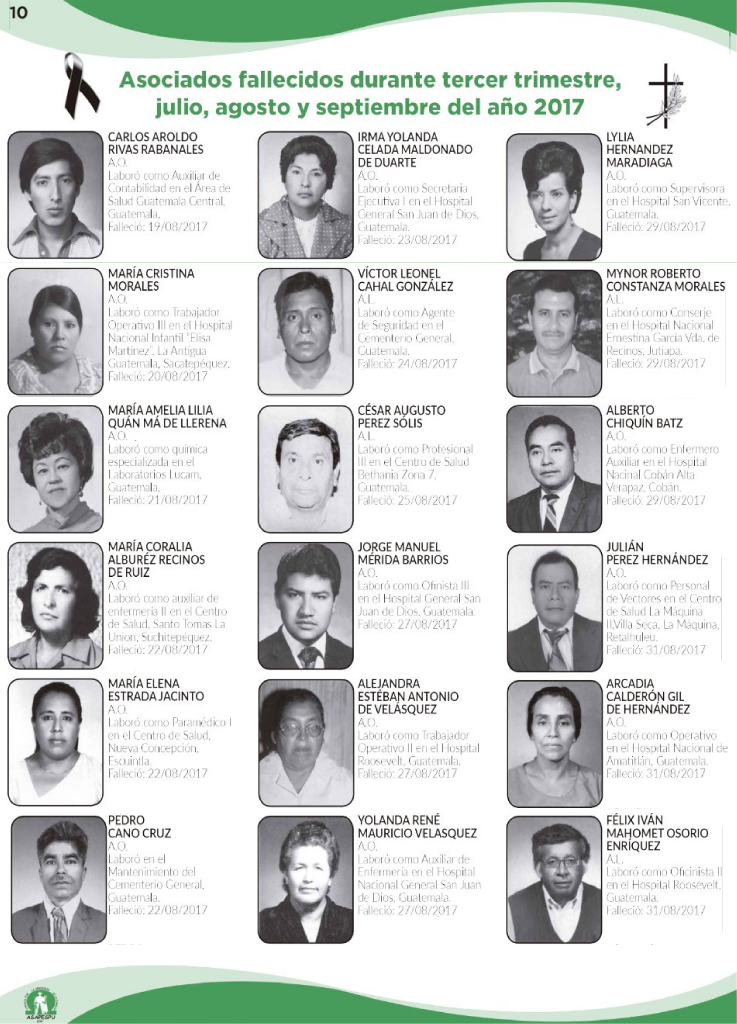 10
Asociados fallecidos durante tercer trimestre,
julio, agosto y septiembre del año 2017
CARLOS AROLDO
RIVAS RABANALES
A.O.
Laboró como Auxiliar de
Contabilidad en el Área de
Salud Guatemala Central,
Guatemala.
Falleció: 19/08/2017
IRMA YOLANDA
CELADA MALDONADO
DE DUARTE
A.O.
Laboró como Secretaria
Ejecutiva I en el Hospital
General San Juan de Dios,
Guatemala.
Falleció: 23/08/2017
LYLIA
HERNANDEZ
MARADIAGA
A.O.
Laboró como Supervisora
en el Hospital San Vicente,
Guatemala.
Falleció: 29/08/2017
MARÍA CRISTINA
MORALES
A.O.
Laboró como Trabajador
Operativo III en el Hospital
Nacional Infantil "Elisa
Martínez". La Antigua
Guatemala, Sacatepéquez.
Falleció: 20/08/2017
VÍCTOR LEONEL
CAHAL GONZÁLEZ
A.L.
Laboró como Agente
de Seguridad en el
Cementerio General,
Guatemala.
Falleció: 24/08/2017
MYNOR ROBERTO
CONSTANZA MORALES
A.L.
Laboró como Conserje
en el Hospital Nacional
Ernestina García Vda. de
Recinos, Jutiapa.
Falleció: 29/08/2017
MARÍA AMELIA LILIA
QUÁN MÁ DE LLERENA
A.O.
Laboró como química
especializada en el
Laboratorios Lucam,
Guatemala.
Falleció: 21/08/2017
CÉSAR AUGUSTO
PEREZ SÓLIS
A.L.
Laboró como Profesional
III en el Centro de Salud
Bethania Zona 7,
Guatemala.
Falleció: 25/08/2017
ALBERTO
CHIQUÍN BATZ
A.O.
Laboró como Enfermero
Auxiliar en el Hospital
Nacinal Cobán Alta
Verapaz, Cobán.
Falleció: 29/08/2017
MARÍA CORALIA
ALBURÉZ RECINOS
DE RUIZ
A.O.
Laboró como auxiliar de
enfermería II en el Centro
de Salud, Santo Tomas La
Union, Suchitepéquez.
Falleció: 22/08/2017
JORGE MANUEL
MÉRIDA BARRIOS
A.O.
Laboró como Ofinista III
en el Hospital General San
Juan de Dios, Guatemala.
Falleció: 27/08/2017
JULIÁN
PEREZ HERNÁNDEZ
A.O.
Laboró como Personal
de Vectores en el Centro
de Salud La Máquina
II,Villa Seca, La Máquina,
Retalhuleu.
Falleció: 31/08/2017
MARÍA ELENA
ESTRADA JACINTO
A.O.
Laboró como Paramédico I
en el Centro de Salud,
Nueva Concepción,
Escuintla.
Falleció: 22/08/2017
ALEJANDRA
ESTÉBAN ANTONIO
DE VELÁSQUEZ
A.O.
Laboró como Trabajador
Operativo II en el Hospital
Roosevelt, Guatemala.
Falleció: 27/08/2017
ARCADIA
CALDERÓN GIL
DE HERNÁNDEZ
A.O.
Laboró como Operativo
en el Hospital Nacional de
Amatitlán, Guatemala.
Falleció: 31/08/2017
PEDRO
CANO CRUZ
A.O.
Laboró en el
Mantenimiento del
Cementerio General,
Guatemala.
Falleció: 22/08/2017
YOLANDA RENÉ
MAURICIO VELASQUEZ
A.O.
Laboró como Auxiliar de
Enfermería en el Hospital
Nacional General San Juan
de Dios, Guatemala.
Falleció: 27/08/2017
FÉLIX IVÁN
MAHOMET OSORIO
ENRÍQUEZ
A.L.
Laboró como Oficinista II
en el Hospital Roosevelt,
Guatemala.
Falleció: 31/08/2017
ASAPESPU